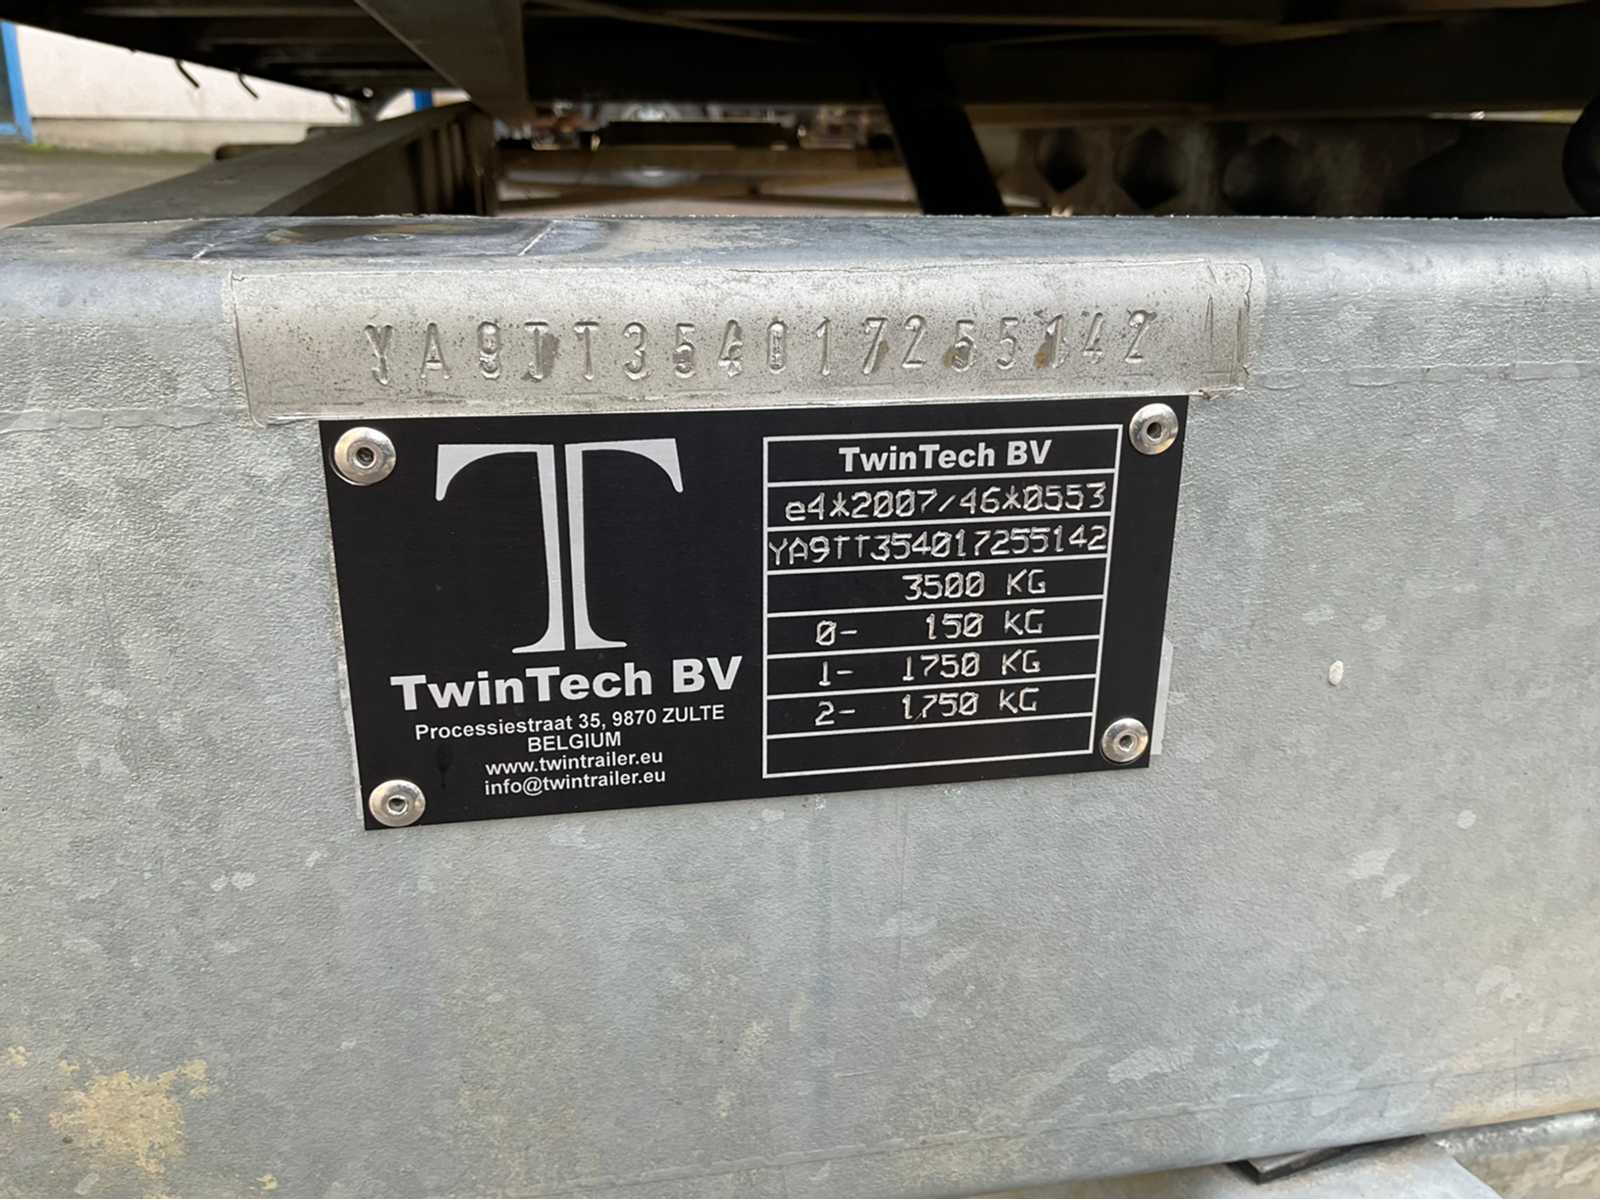 YA9TT354017255142
TwinTech BV
Processiestraat 35, 9870 ZULTE
BELGIUM
www.twintrailer.eu
info@twintrailer.eu
TwinTech BV
e4*2007/46*0553
YA9TT354017255142
3500 KG
0- 150 KG
1- 1750 KG
2- 1750 KG